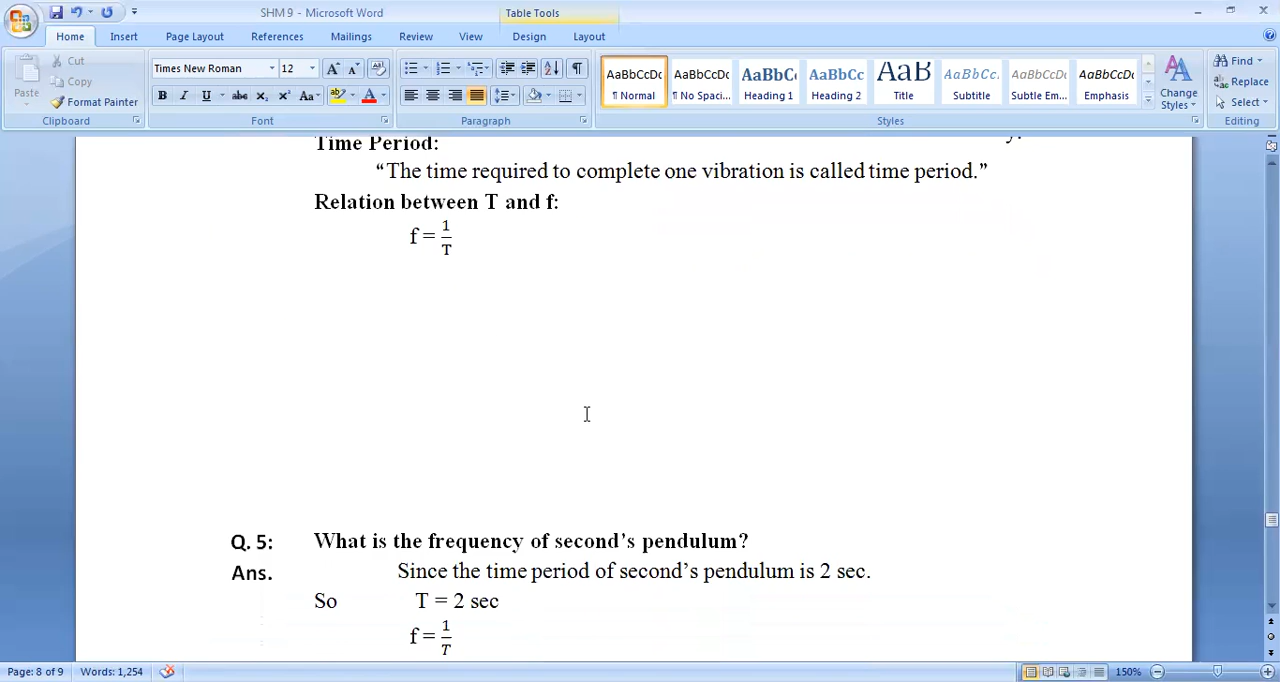 SHM 9 - Microsoft Word
Table Tools
Home Insert Page Layout References Mailings Review View Design Layout
Paste
Cut
Copy
Format Painter
Clipboard
Times New Roman 12
B I U abc X₂ X² Aa A
Font
Paragraph
AaBbCcDc AaBbCcDc AaBbC AaBbCc AaB AaBbCc. AaBbCcDc AaBbCcDc
¶ Normal ¶ No Spaci... Heading 1 Heading 2 Title Subtitle Subtle Em... Emphasis
Change
Styles
Styles
Find
Replace
Select
Editing
Time Period:
“The time required to complete one vibration is called time period.”
Relation between T and f:
f = 1/T
Q. 5: What is the frequency of second’s pendulum?
Ans. Since the time period of second’s pendulum is 2 sec.
So T = 2 sec
f = 1/T
Page: 8 of 9 Words: 1,254 150%